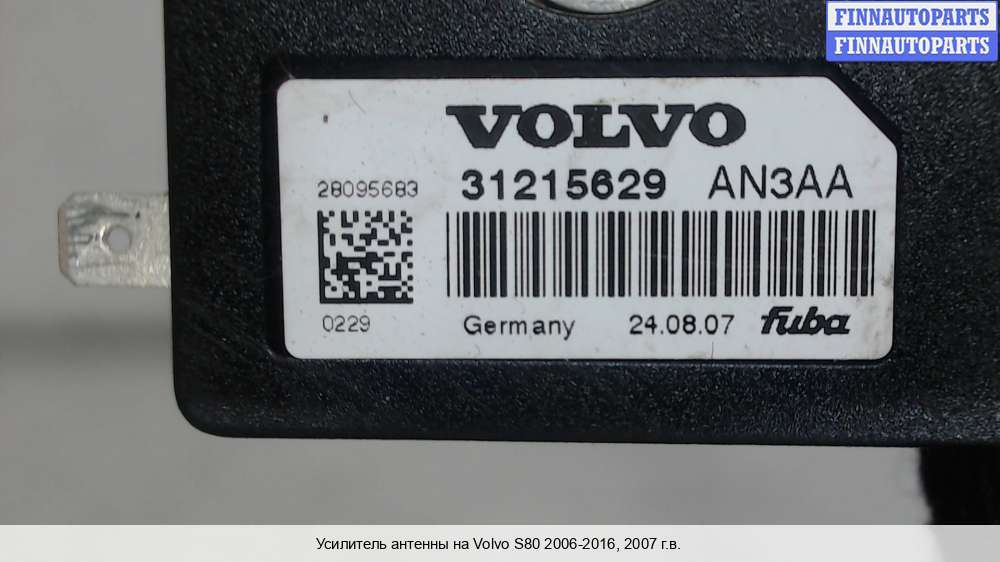 FINNAUTOPARTS
FINNAUTOPARTS
VOLVO
28095683 31215629 AN3AA
0229 Germany 24.08.07 fuba
Усилитель антенны на Volvo S80 2006-2016, 2007 г.в.